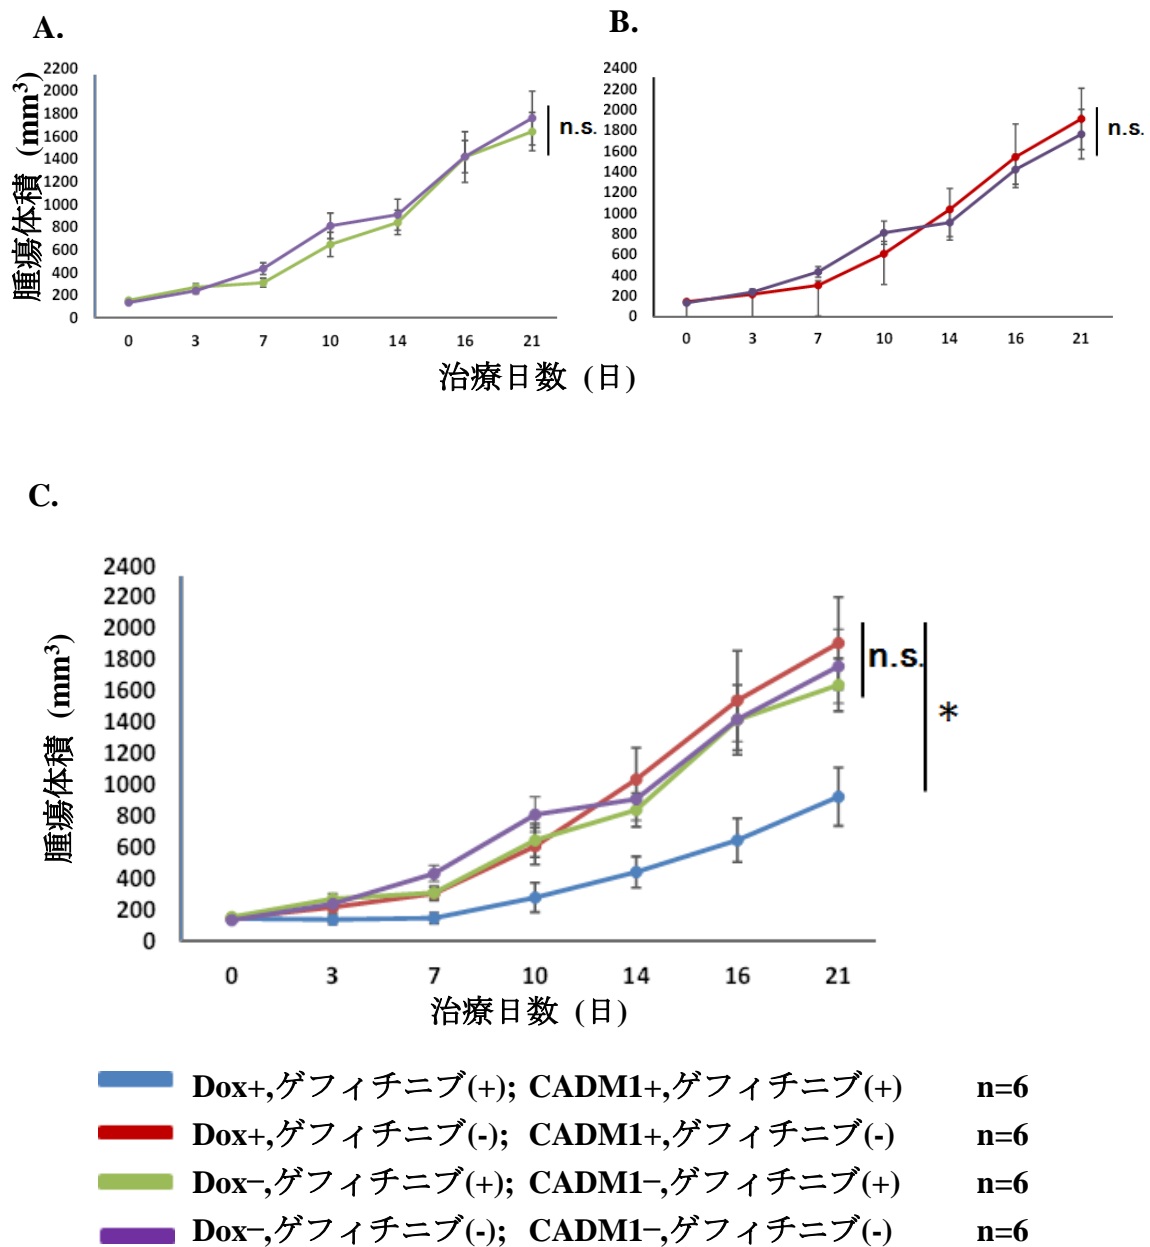 A.
腫瘍体積 (mm3)
2200
2000
1800
1600
1400
1200
1000
800
600
400
200
0
0 3 7 10 14 16 21
n.s.
B.
2400
2200
2000
1800
1600
1400
1200
1000
800
600
400
200
0
0 3 7 10 14 16 21
n.s.
治療日数 (日)
C.
腫瘍体積 (mm3)
2400
2200
2000
1800
1600
1400
1200
1000
800
600
400
200
0
0 3 7 10 14 16 21
n.s.
*
治療日数 (日)
Dox+,ゲフィチニブ(+); CADM1+,ゲフィチニブ(+) n=6
Dox+,ゲフィチニブ(-); CADM1+,ゲフィチニブ(-) n=6
Dox−,ゲフィチニブ(+); CADM1−,ゲフィチニブ(+) n=6
Dox−,ゲフィチニブ(-); CADM1−,ゲフィチニブ(-) n=6